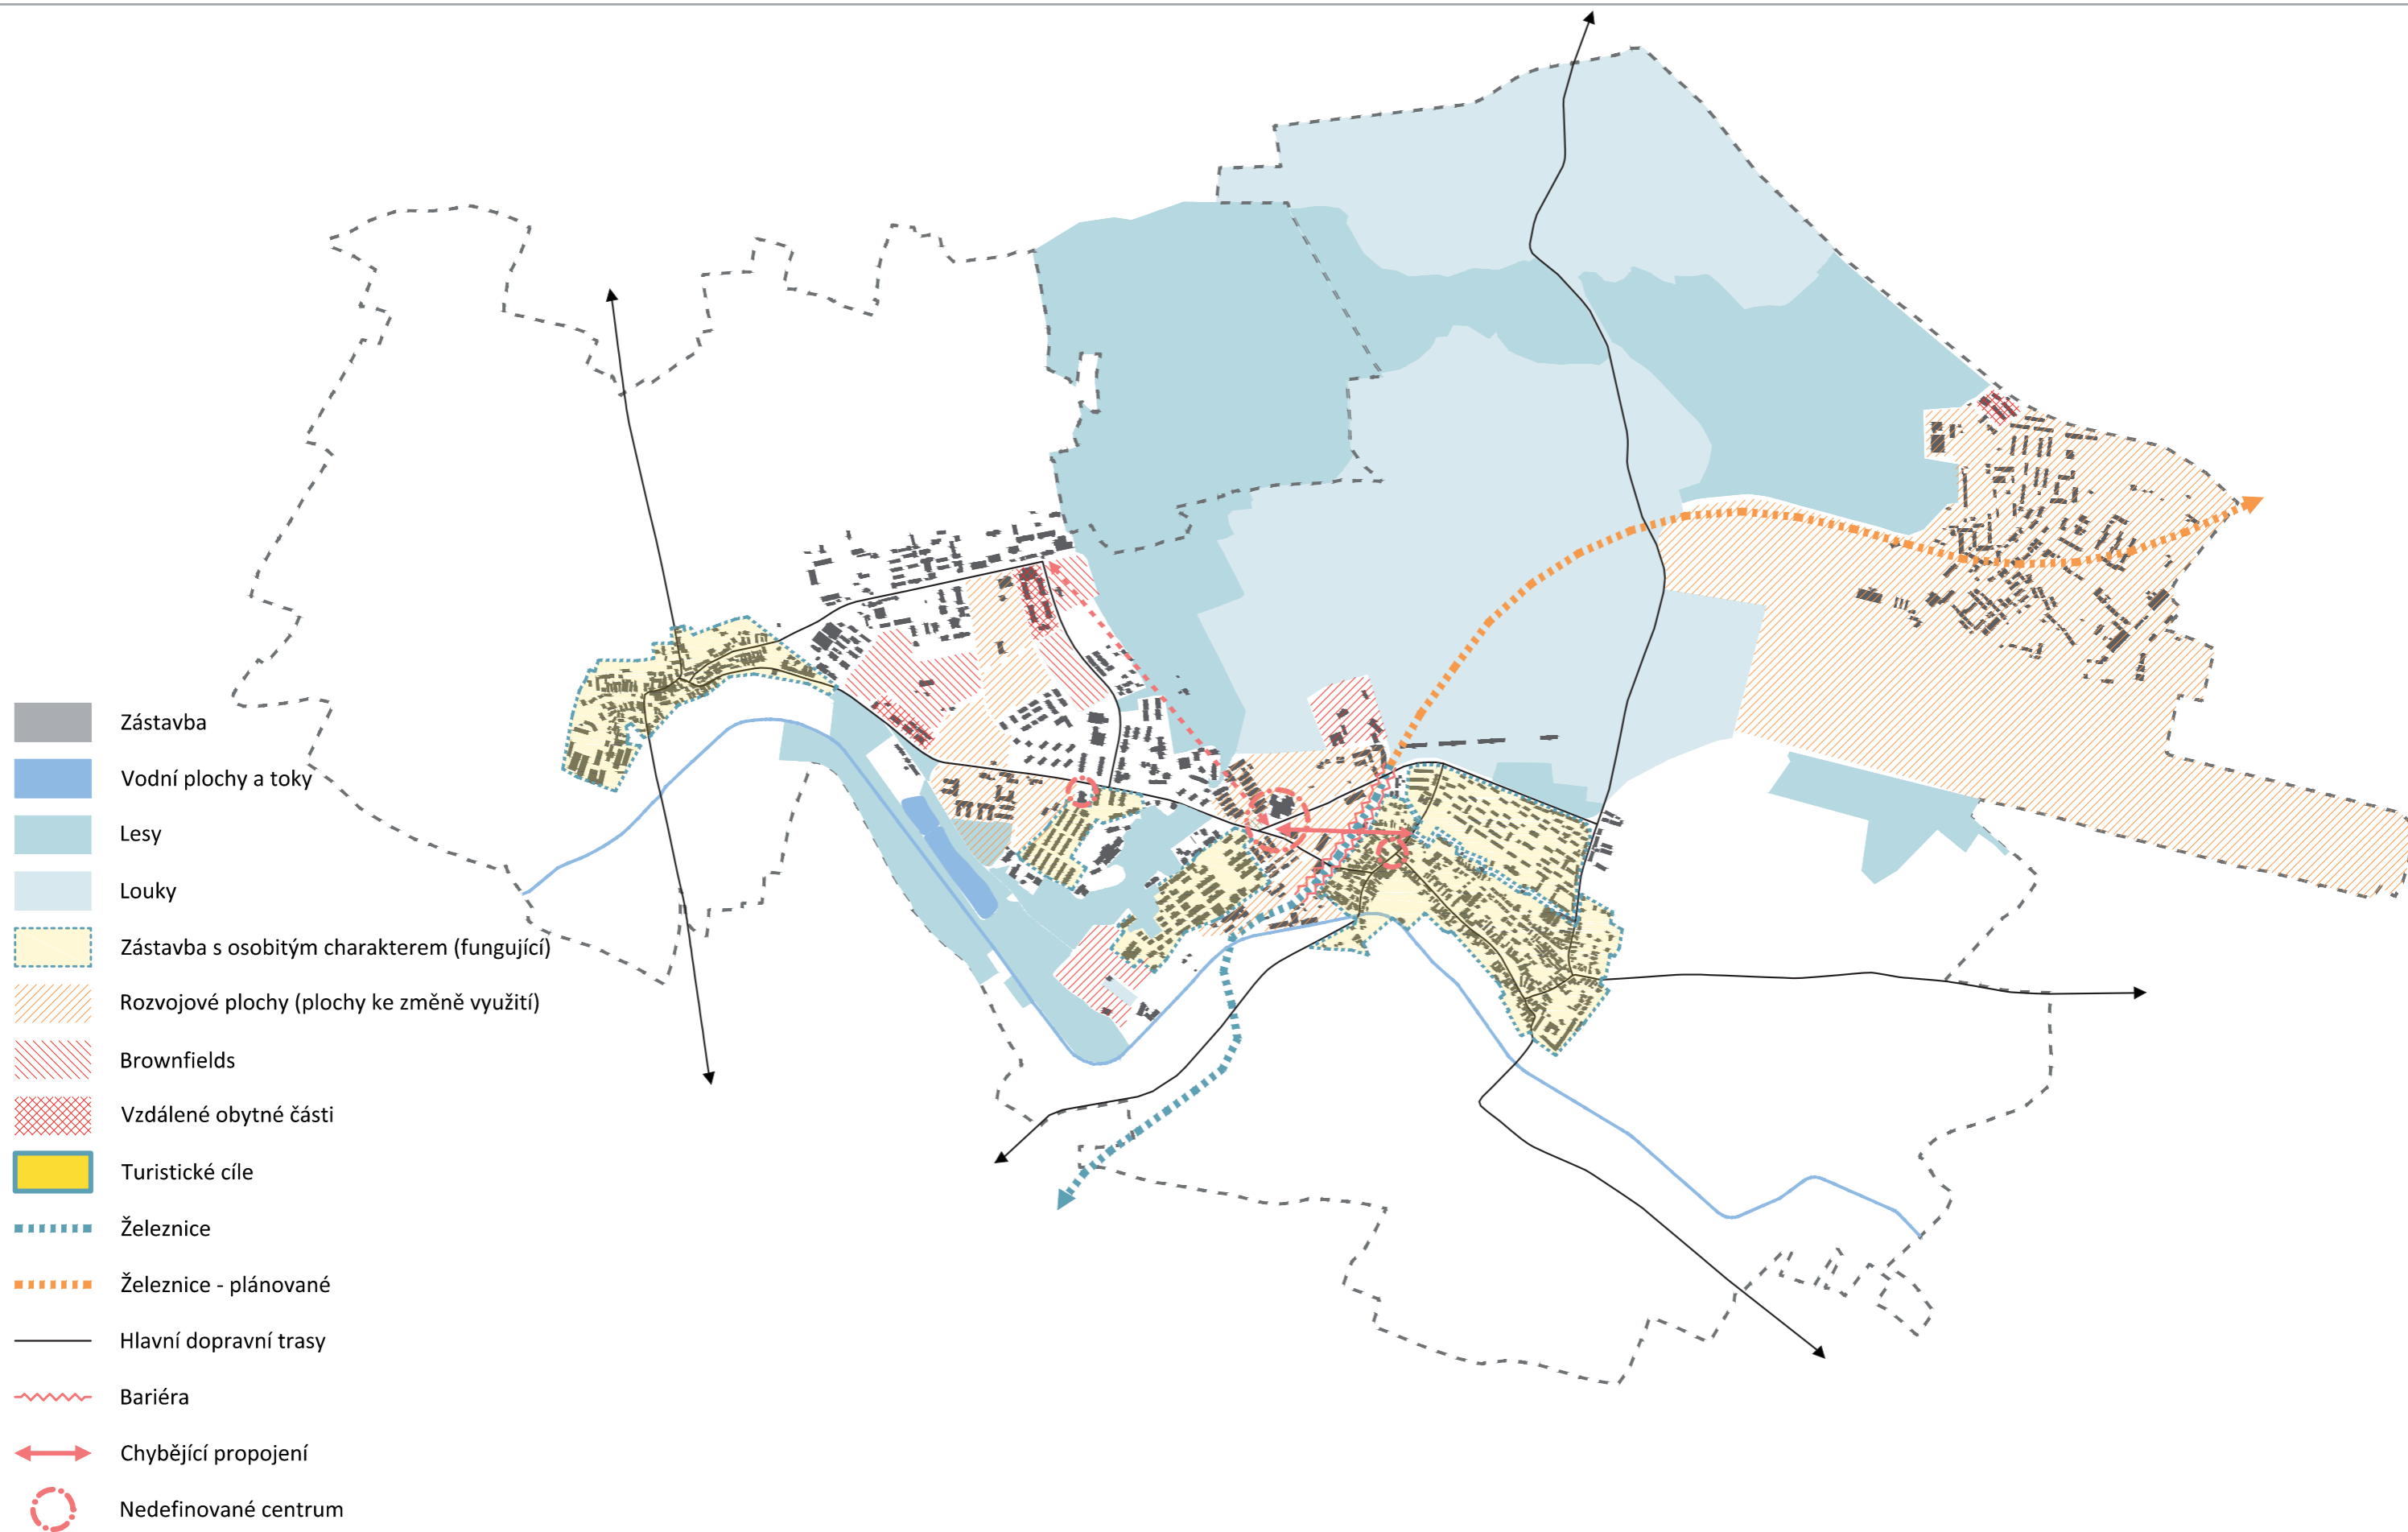 Zástavba
Vodní plochy a toky
Lesy
Louky
Zástavba s osobitým charakterem (fungující)
Rozvojové plochy (plochy ke změně využití)
Brownfields
Vzdálené obytné části
Turistické cíle
Železnice
Železnice - plánované
Hlavní dopravní trasy
Bariéra
Chybějící propojení
Nedefinované centrum